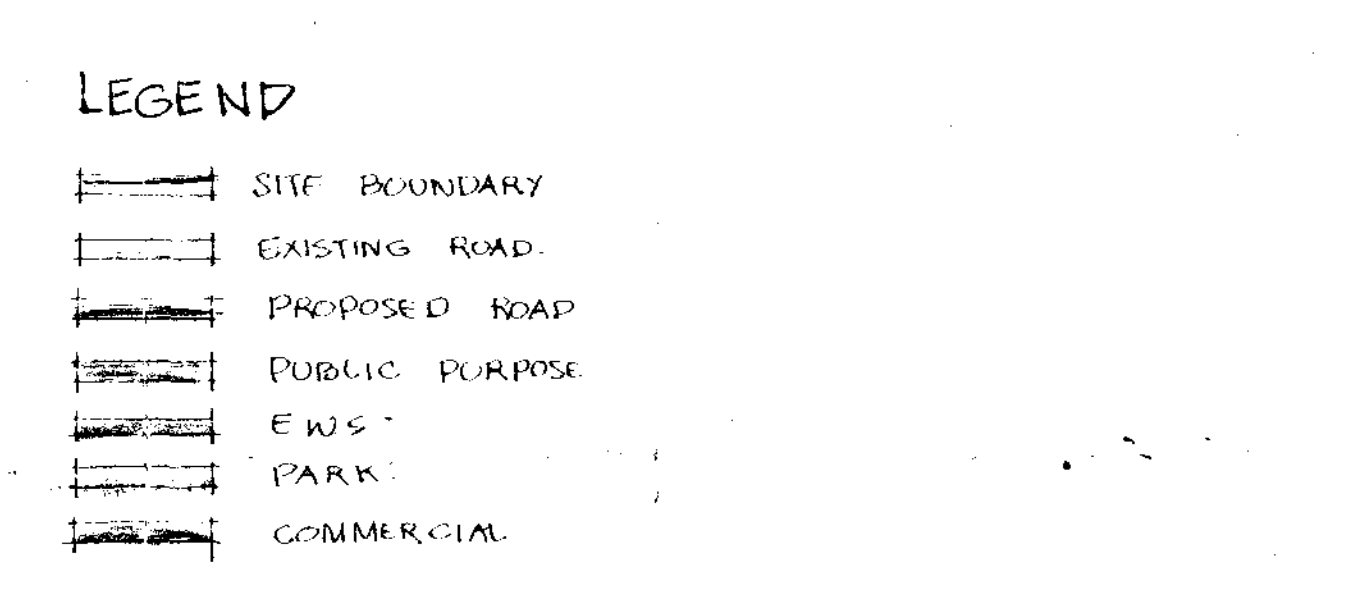 LEGEND
SITE BOUNDARY
EXISTING ROAD.
PROPOSED ROAD
PUBLIC PURPOSE
EWS
PARK
COMMERCIAL